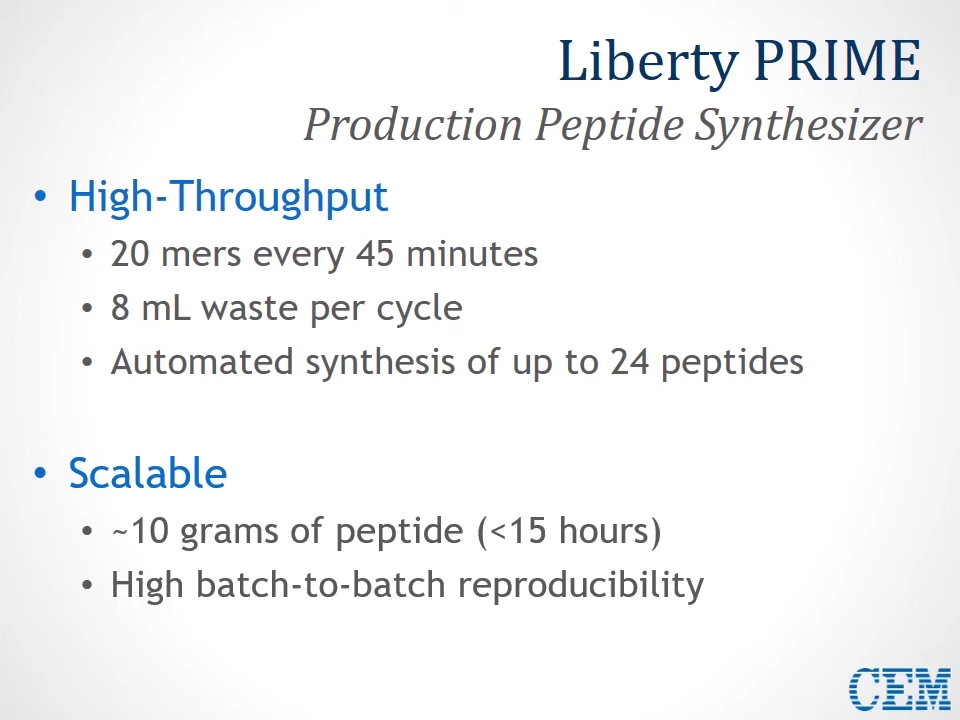 Liberty PRIME
Production Peptide Synthesizer
• High-Throughput
• 20 mers every 45 minutes
• 8 mL waste per cycle
• Automated synthesis of up to 24 peptides
• Scalable
• ~10 grams of peptide (<15 hours)
• High batch-to-batch reproducibility
CEM